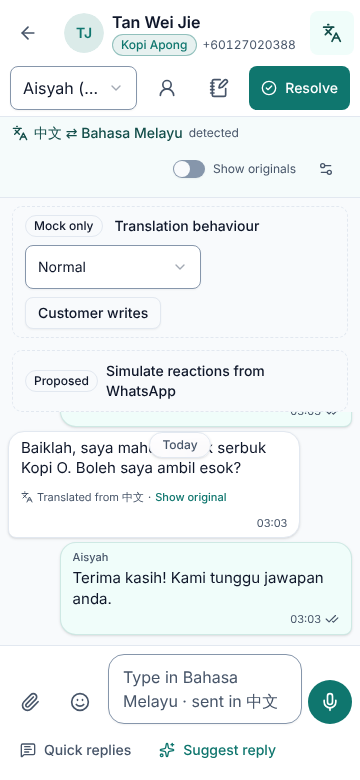 TJ
Tan Wei Jie
Kopi Apong
+60127020388
Aisyah (...
Resolve
中文 ⇄ Bahasa Melayu detected
Show originals
Mock only
Translation behaviour
Normal
Customer writes
Proposed
Simulate reactions from
WhatsApp
03:03
Today
Baiklah, saya serbuk
Kopi O. Boleh saya ambil esok?
Translated from 中文 · Show original
03:03
Aisyah
Terima kasih! Kami tunggu jawapan
anda.
03:03
Type in Bahasa
Melayu · sent in 中文
Quick replies
Suggest reply